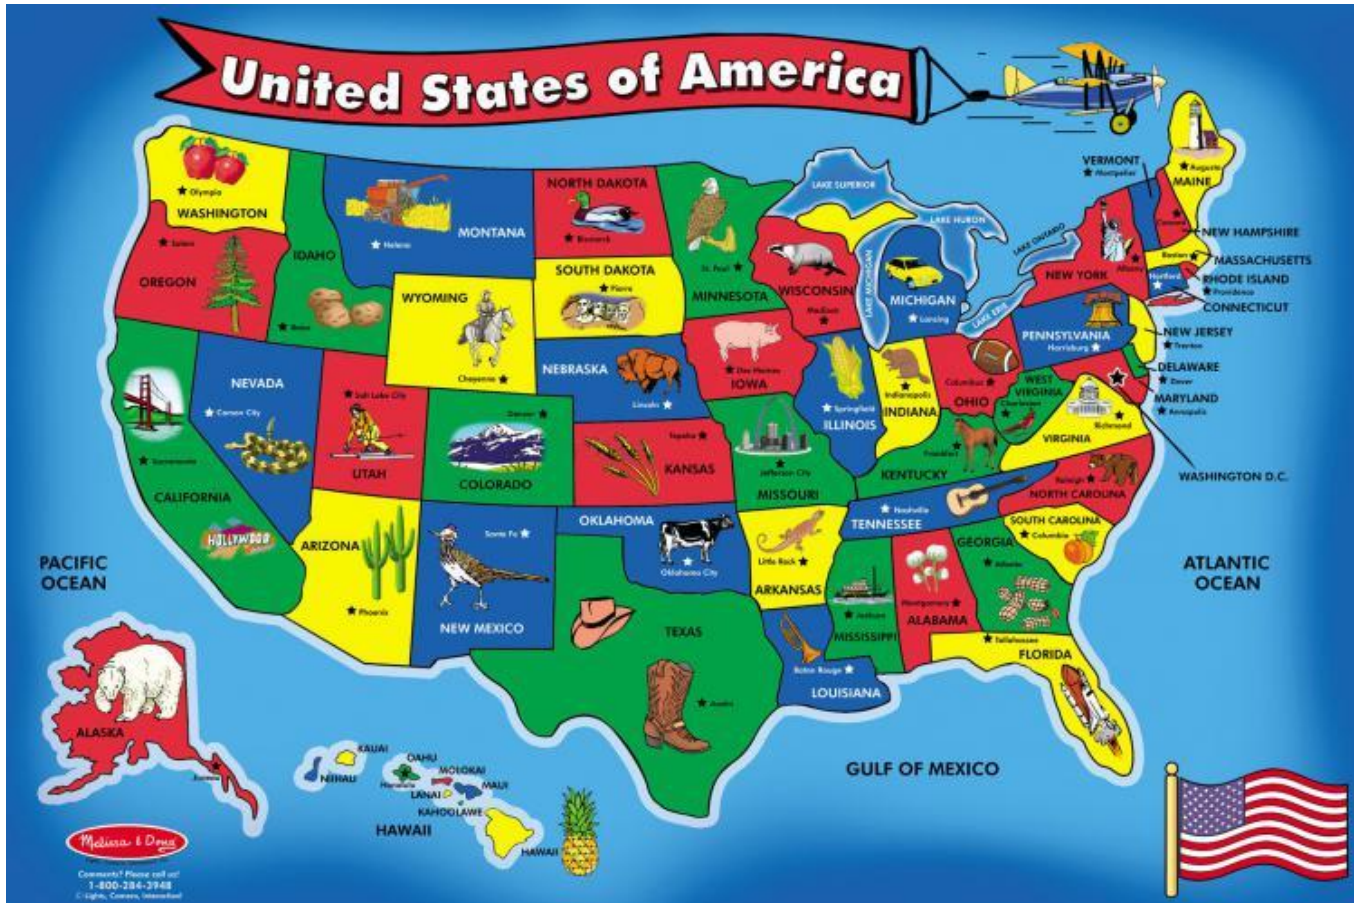 United States of America
VERMONT
Montpelier
Augusta
MAINE
Olympia
WASHINGTON
NORTH DAKOTA
Bismarck
LAKE SUPERIOR
LAKE HURON
LAKE ONTARIO
LAKE MICHIGAN
LAKE ERIE
Helena
MONTANA
Salem
OREGON
IDAHO
Boise
SOUTH DAKOTA
Pierre
St. Paul
MINNESOTA
WISCONSIN
Madison
MICHIGAN
Lansing
NEW YORK
Albany
Concord
NEW HAMPSHIRE
Boston
MASSACHUSETTS
Hartford
RHODE ISLAND
Providence
CONNECTICUT
WYOMING
Cheyenne
NEBRASKA
Lincoln
Des Moines
IOWA
PENNSYLVANIA
Harrisburg
NEW JERSEY
Trenton
DELAWARE
Dover
MARYLAND
Annapolis
NEVADA
Carson City
Salt Lake City
UTAH
Denver
COLORADO
Topeka
KANSAS
Jefferson City
MISSOURI
Springfield
ILLINOIS
Indianapolis
INDIANA
Columbus
OHIO
WEST
VIRGINIA
Charleston
Richmond
VIRGINIA
WASHINGTON D.C.
Frankfort
KENTUCKY
Sacramento
CALIFORNIA
HOLLYWOOD
ARIZONA
Phoenix
Santa Fe
NEW MEXICO
OKLAHOMA
Oklahoma City
Little Rock
ARKANSAS
Nashville
TENNESSEE
Raleigh
NORTH CAROLINA
SOUTH CAROLINA
Columbia
GEORGIA
Atlanta
PACIFIC
OCEAN
ATLANTIC
OCEAN
TEXAS
Austin
Jackson
MISSISSIPPI
Montgomery
ALABAMA
Tallahassee
FLORIDA
Baton Rouge
LOUISIANA
GULF OF MEXICO
ALASKA
Juneau
KAUAI
NIIHAU
OAHU
Honolulu
MOLOKAI
LANAI
MAUI
KAHOOLAWE
HAWAII
HAWAII
Melissa & Doug
Comments? Please call us!
1-800-284-3948
© Lights, Camera, Interaction!